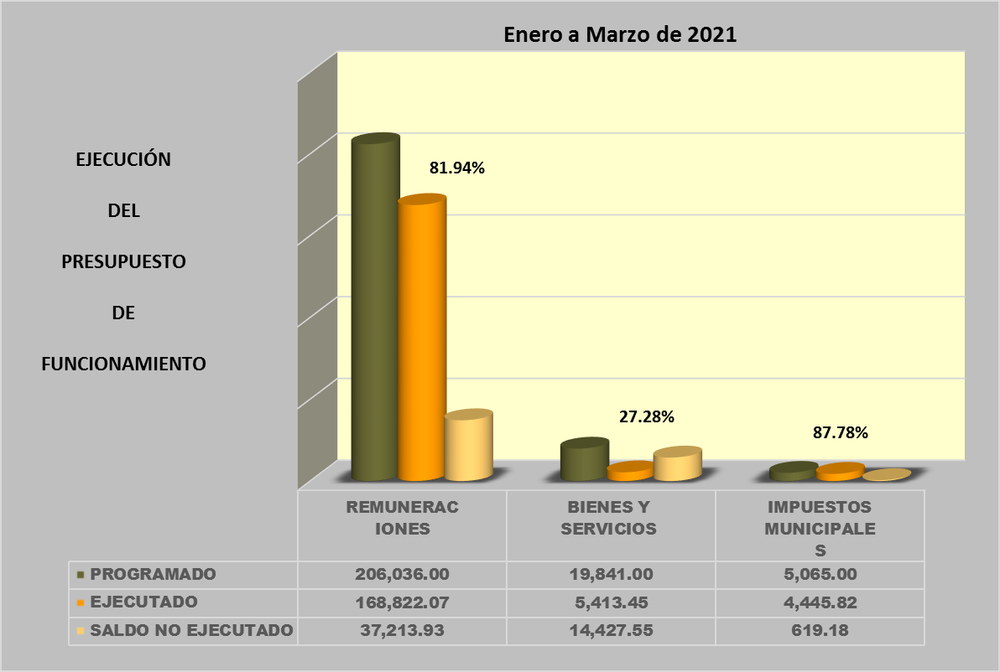 Enero a Marzo de 2021
EJECUCIÓN
DEL
PRESUPUESTO
DE
FUNCIONAMIENTO
81.94%
27.28%
87.78%
REMUNERAC
IONES
BIENES Y
SERVICIOS
IMPUESTOS
MUNICIPALE
S
PROGRAMADO 206,036.00 19,841.00 5,065.00
EJECUTADO 168,822.07 5,413.45 4,445.82
SALDO NO EJECUTADO 37,213.93 14,427.55 619.18